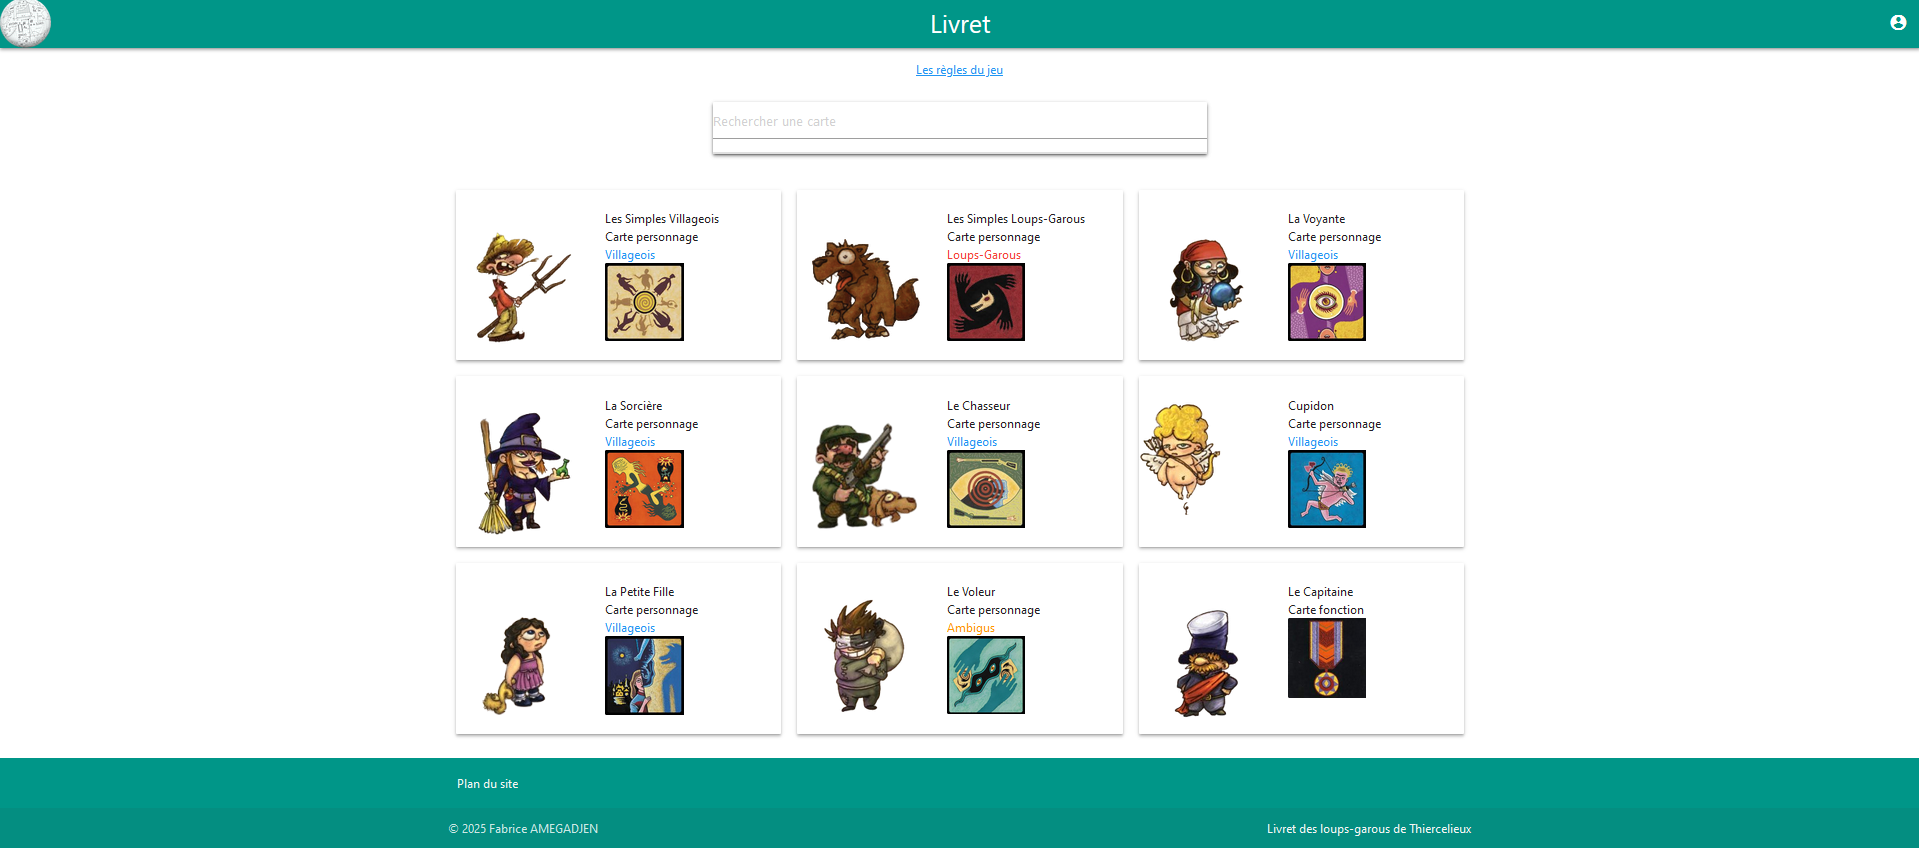 Livret
Les règles du jeu
Rechercher une carte
Les Simples Villageois
Carte personnage
Villageois
Les Simples Loups-Garous
Carte personnage
Loups-Garous
La Voyante
Carte personnage
Villageois
La Sorcière
Carte personnage
Villageois
Le Chasseur
Carte personnage
Villageois
Cupidon
Carte personnage
Villageois
La Petite Fille
Carte personnage
Villageois
Le Voleur
Carte personnage
Ambigus
Le Capitaine
Carte fonction
Plan du site
© 2025 Fabrice AMEGADJEN
Livret des loups-garous de Thiercelieux